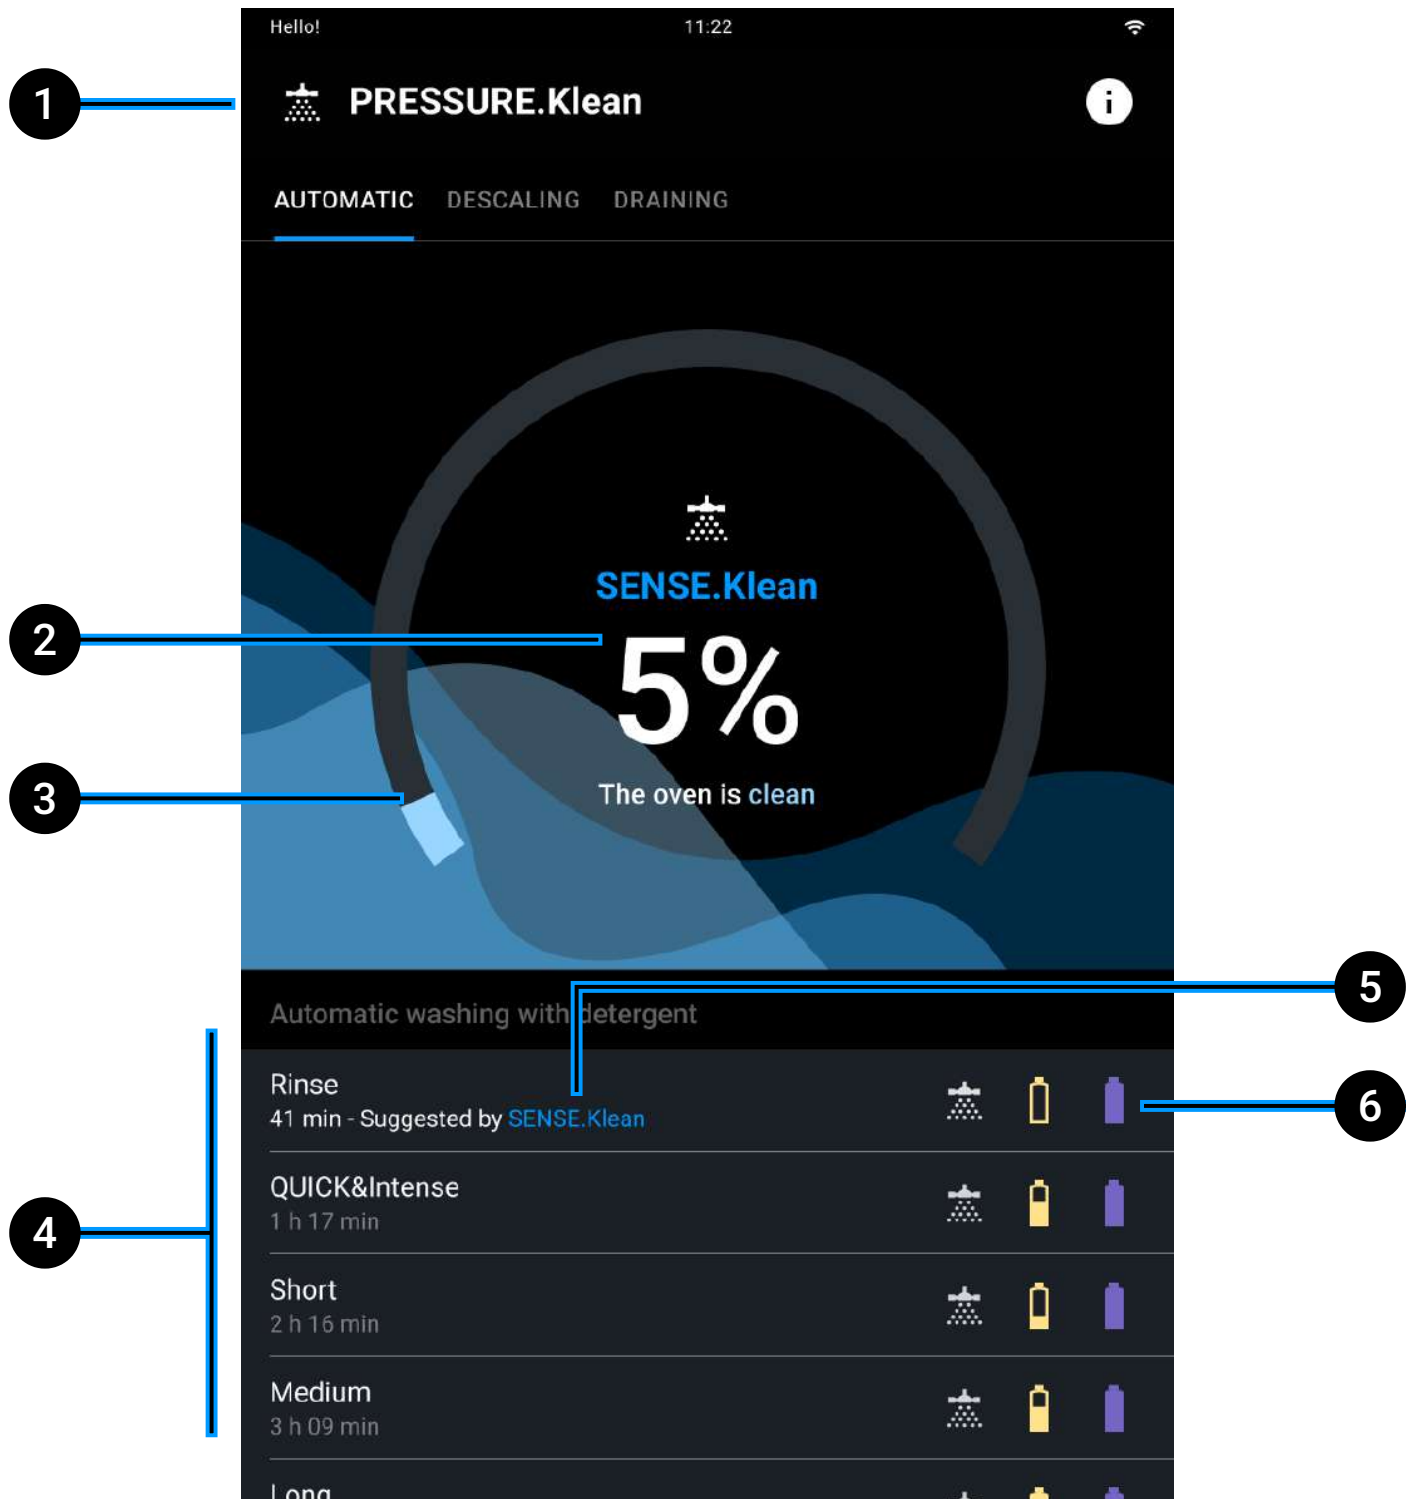 Hello! 11:22
1
PRESSURE.Klean i
AUTOMATIC DESCALING DRAINING
SENSE.Klean
2
5%
3
The oven is clean
5
Automatic washing with detergent
Rinse
41 min - Suggested by SENSE.Klean
6
QUICK&Intense
1 h 17 min
4
Short
2 h 16 min
Medium
3 h 09 min
Long